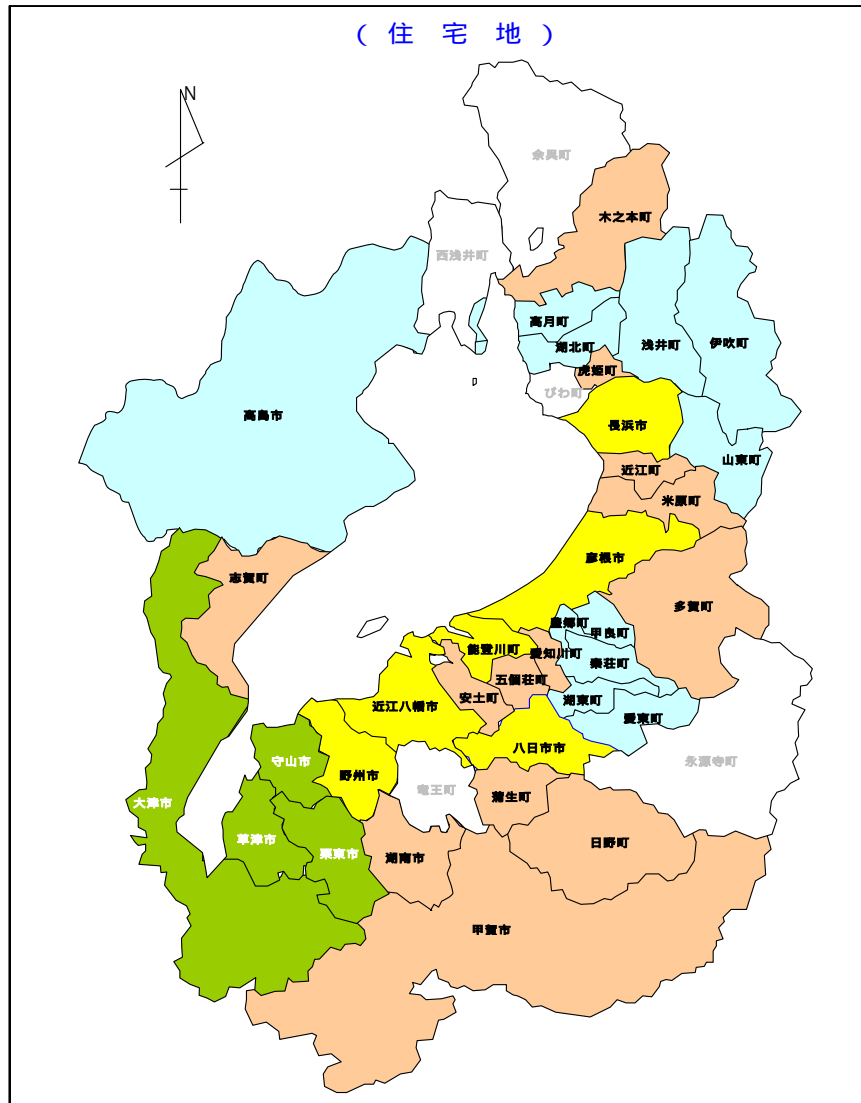 ( 住 宅 地 )
N
余呉町
木之本町
西浅井町
高月町
湖北町
浅井町
伊吹町
虎姫町
びわ町
高島市
長浜市
山東町
近江町
米原町
彦根市
志賀町
多賀町
豊郷町
甲良町
能登川町
愛知川町
秦荘町
五個荘町
安土町
湖東町
近江八幡市
愛東町
八日市市
守山市
永源寺町
野州市
竜王町
蒲生町
大津市
草津市
栗東市
湖南市
日野町
甲賀市